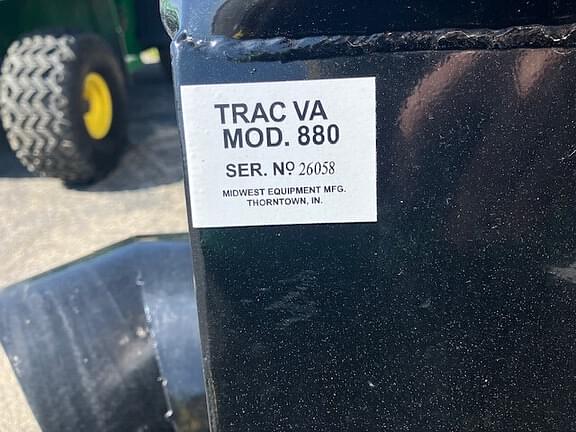 TRAC VA
MOD. 880
SER. Nº 26058
MIDWEST EQUIPMENT MFG.
THORNTOWN, IN.